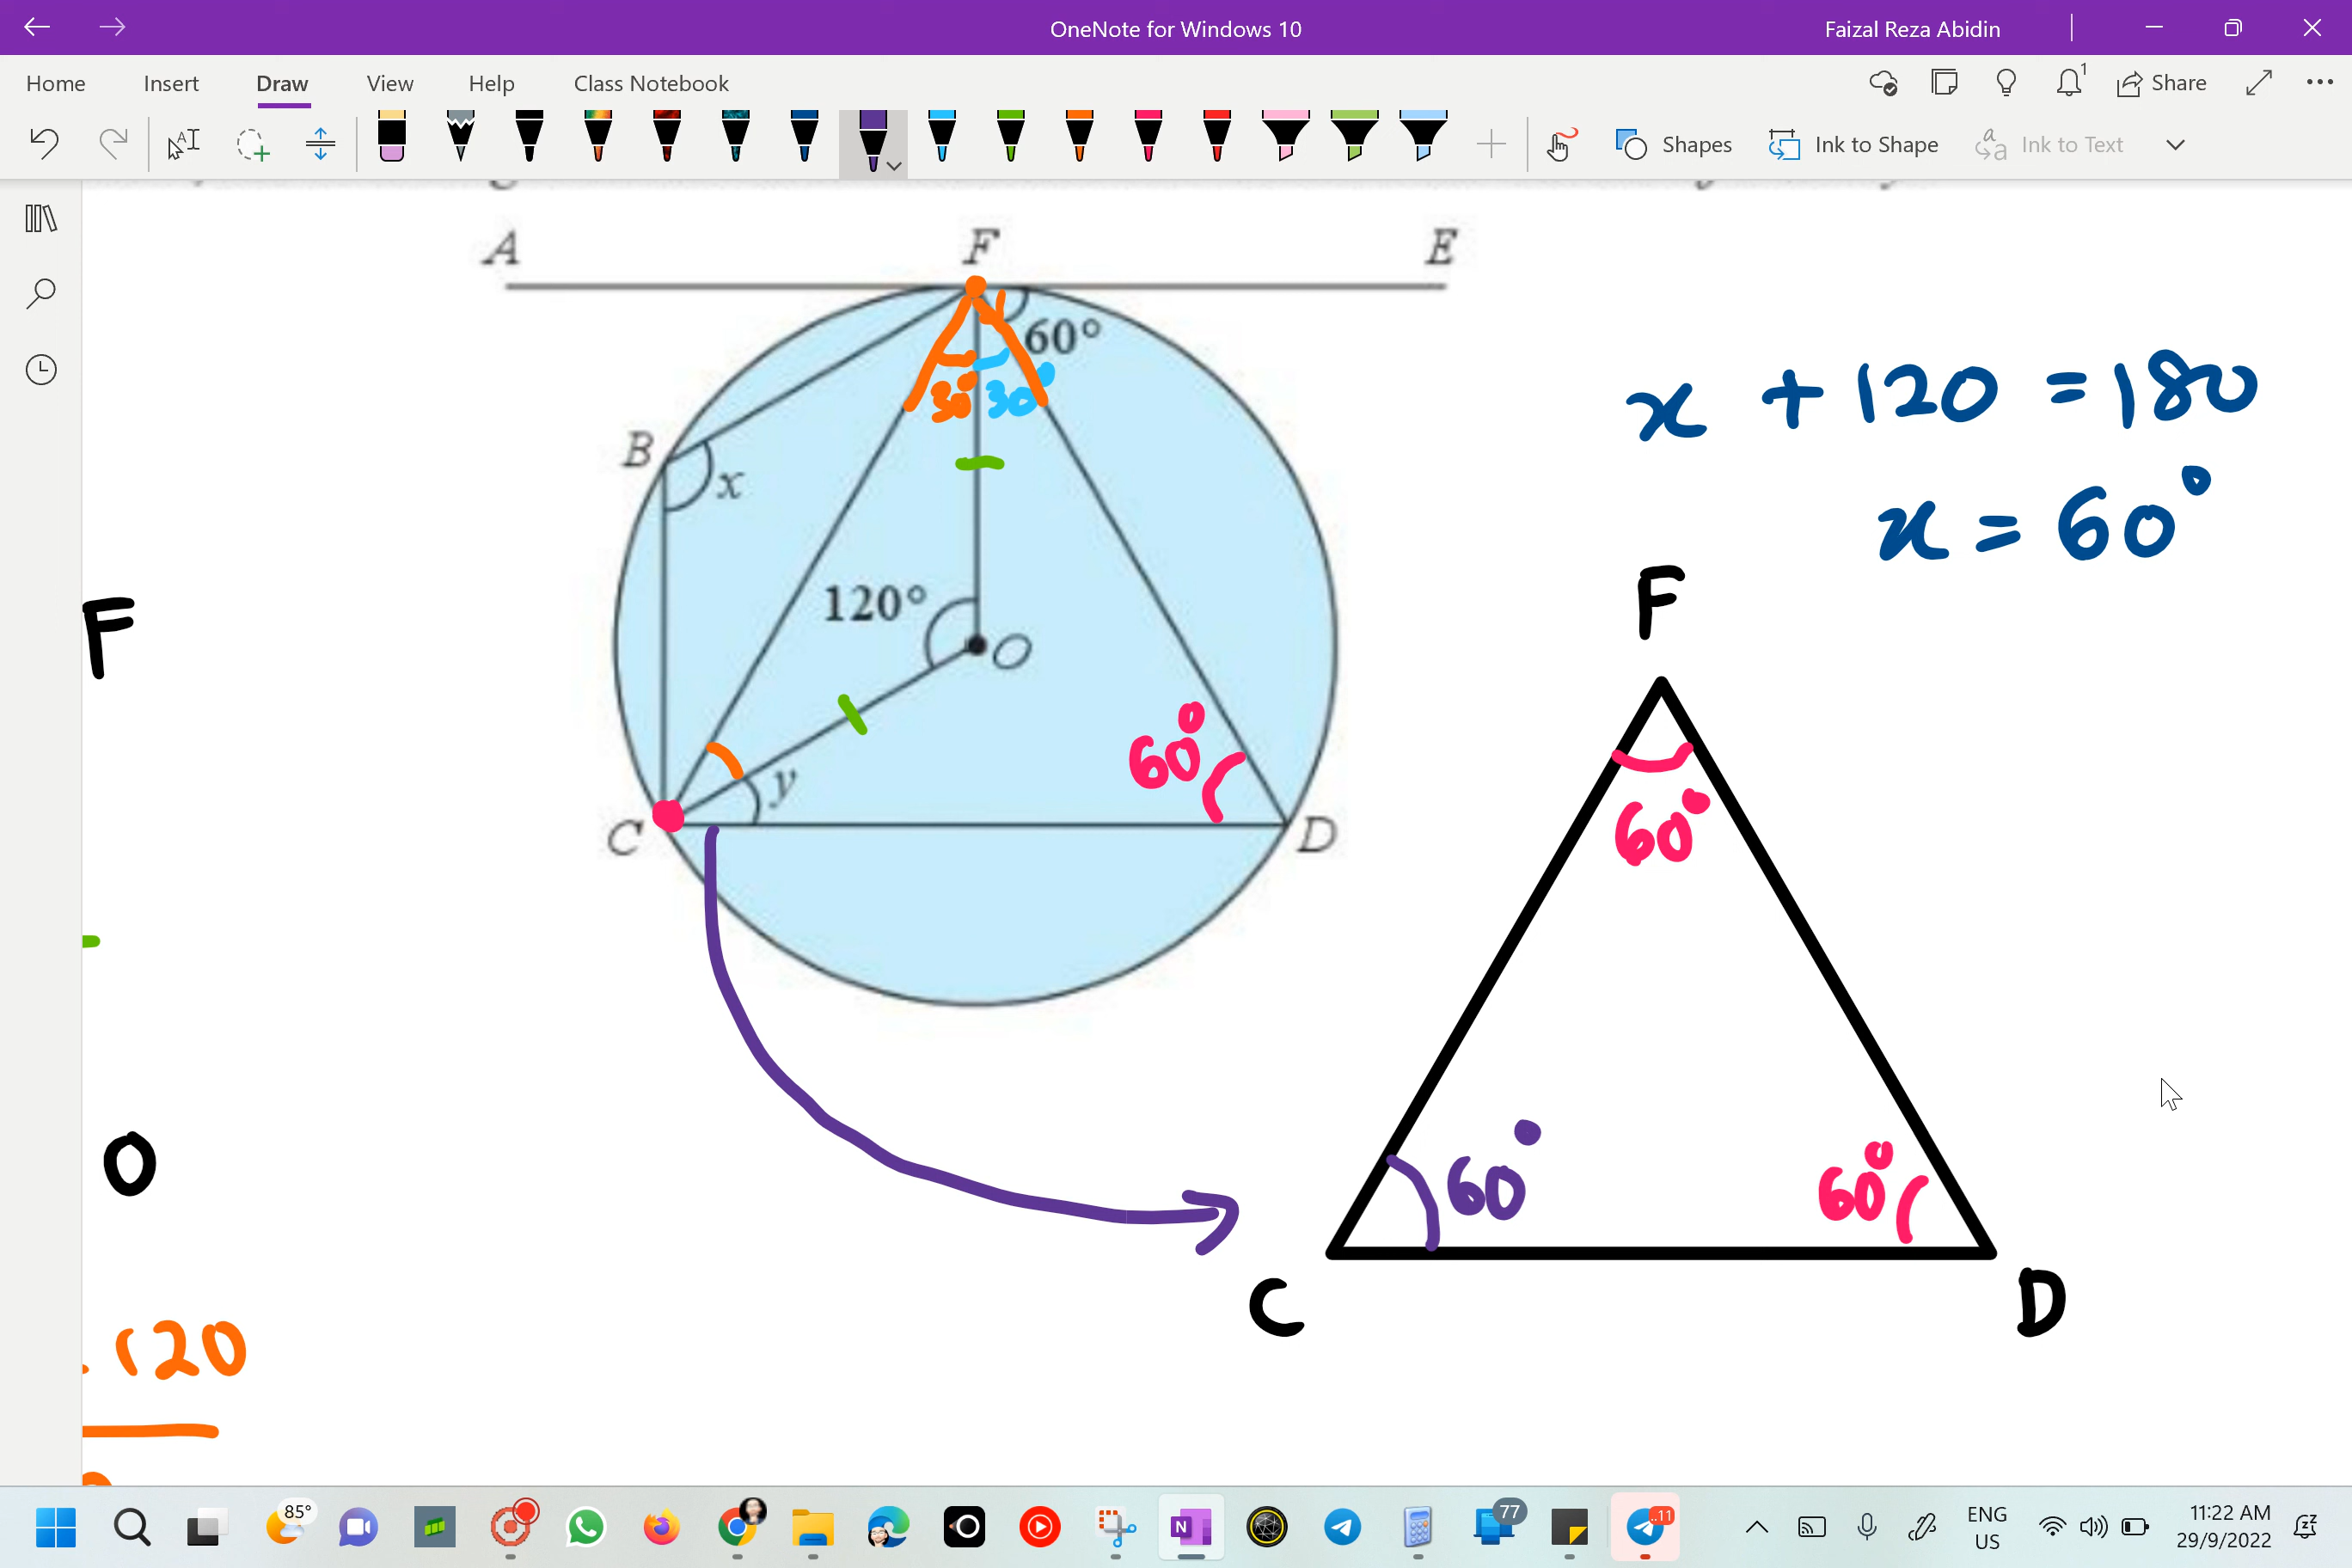 OneNote for Windows 10
Faizal Reza Abidin
Home Insert Draw View Help Class Notebook
1
Share
Shapes Ink to Shape Ink to Text
A F E
60°
30° 30°
B x
120°
O
y
60°
C D
x + 120 = 180
x = 60°
F
60°
60° 60°
C D
F
O
120
85°
77
..11
ENG
US
11:22 AM
29/9/2022